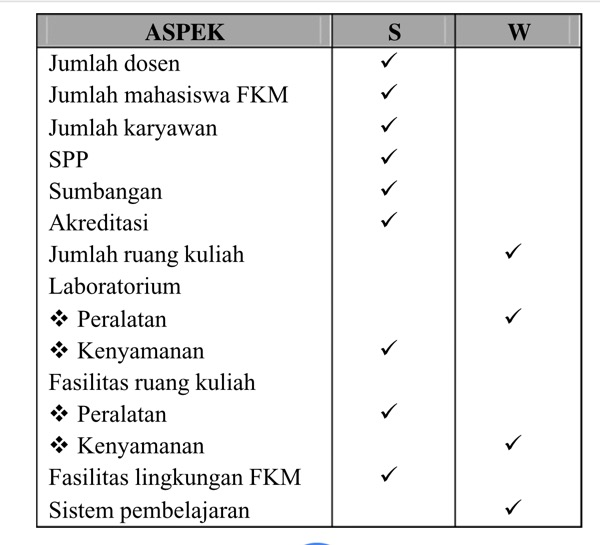 ASPEK S W
Jumlah dosen ✓
Jumlah mahasiswa FKM ✓
Jumlah karyawan ✓
SPP ✓
Sumbangan ✓
Akreditasi ✓
Jumlah ruang kuliah ✓
Laboratorium
❖ Peralatan ✓
❖ Kenyamanan ✓
Fasilitas ruang kuliah
❖ Peralatan ✓
❖ Kenyamanan ✓
Fasilitas lingkungan FKM ✓
Sistem pembelajaran ✓